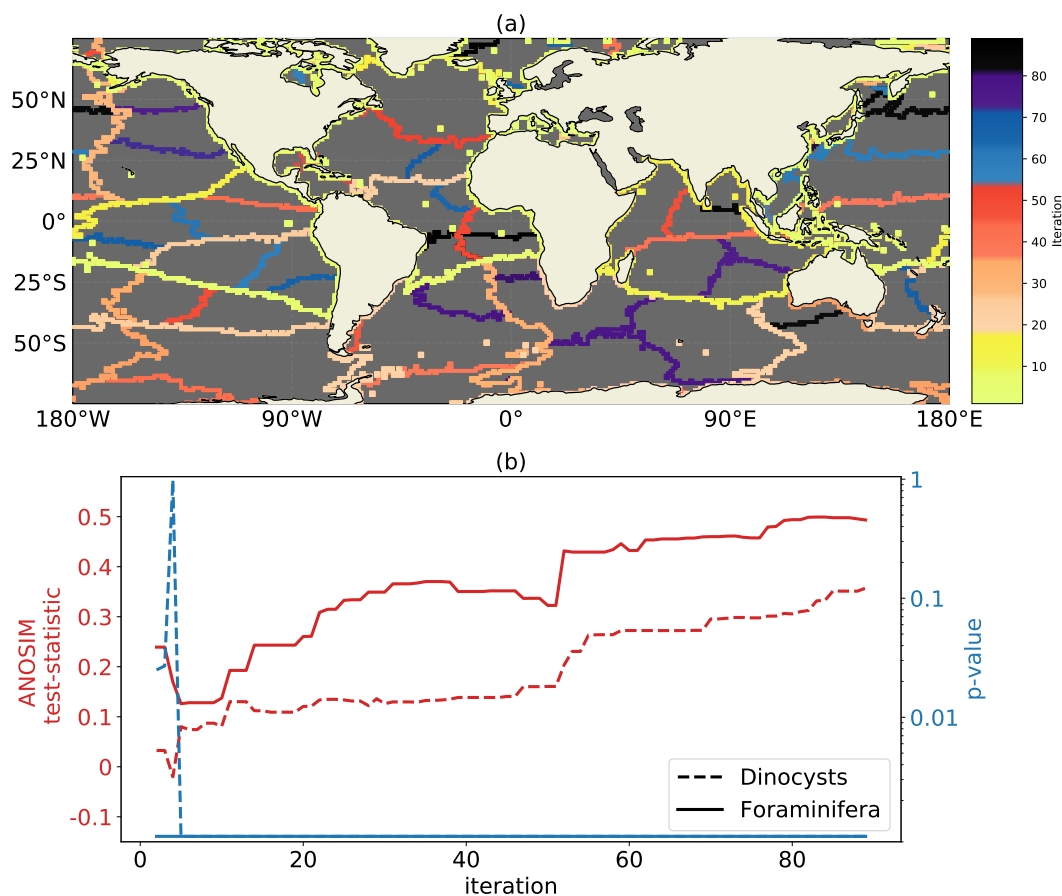 (a)
50°N
25°N
0°
25°S
50°S
180°W
90°W
0°
90°E
180°E
80
70
60
50
40
30
20
10
Iteration
(b)
0.5
0.4
0.3
0.2
0.1
0
-0.1
ANOSIM
test-statistic
1
0.1
0.01
p-value
Dinocysts
Foraminifera
0
20
40
60
80
iteration